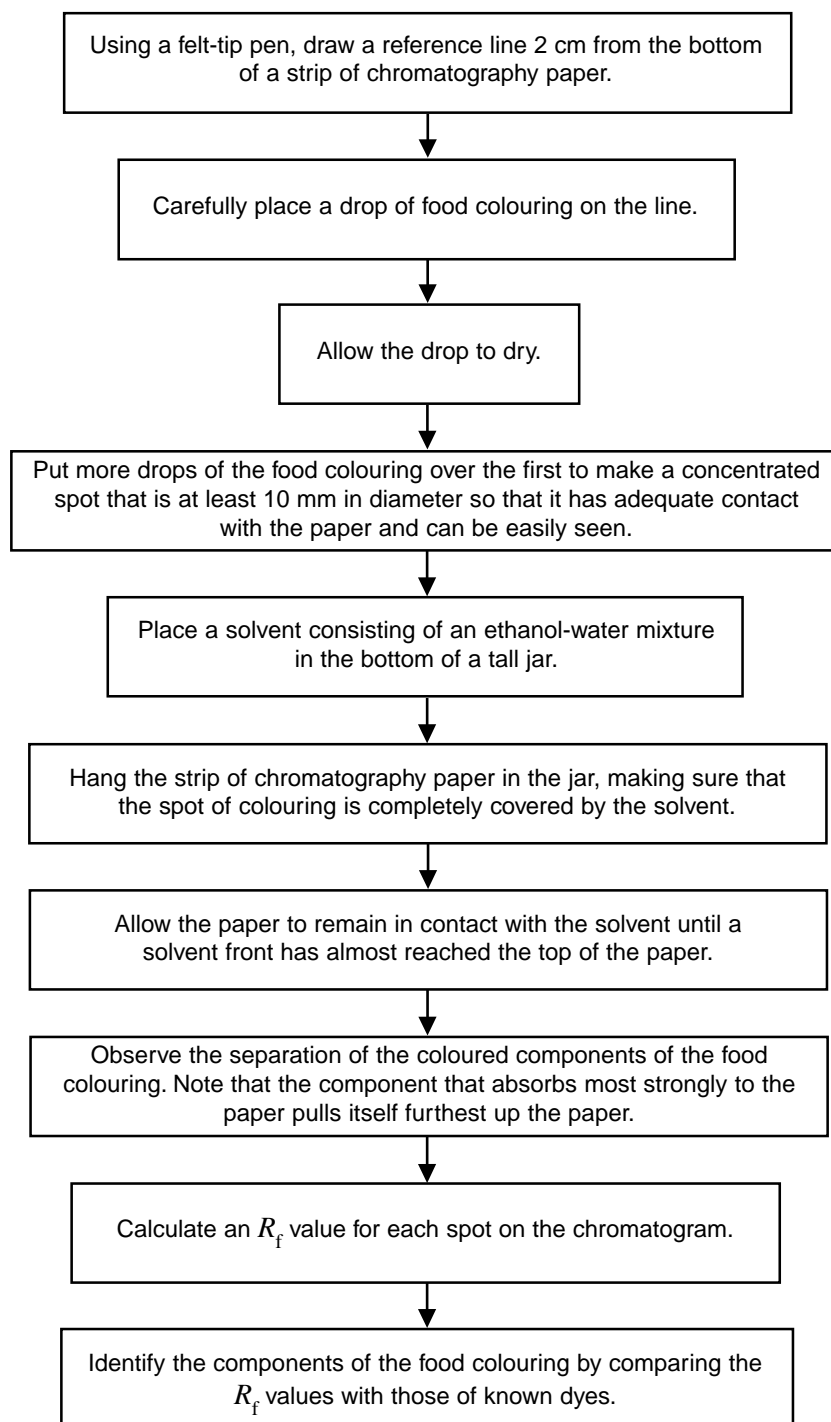 Using a felt-tip pen, draw a reference line 2 cm from the bottom
of a strip of chromatography paper.
Carefully place a drop of food colouring on the line.
Allow the drop to dry.
Put more drops of the food colouring over the first to make a concentrated
spot that is at least 10 mm in diameter so that it has adequate contact
with the paper and can be easily seen.
Place a solvent consisting of an ethanol-water mixture
in the bottom of a tall jar.
Hang the strip of chromatography paper in the jar, making sure that
the spot of colouring is completely covered by the solvent.
Allow the paper to remain in contact with the solvent until a
solvent front has almost reached the top of the paper.
Observe the separation of the coloured components of the food
colouring. Note that the component that absorbs most strongly to the
paper pulls itself furthest up the paper.
Calculate an Rf value for each spot on the chromatogram.
Identify the components of the food colouring by comparing the
Rf values with those of known dyes.